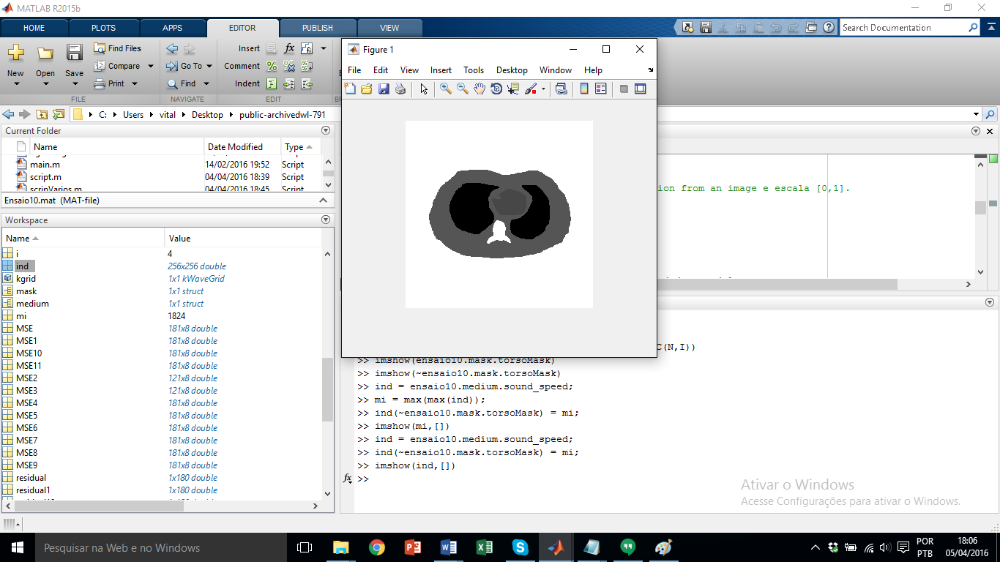 MATLAB R2015b
HOME PLOTS APPS EDITOR PUBLISH VIEW
Search Documentation
New Open Save
Find Files
Compare
Print
FILE
Go To
Find
NAVIGATE
Insert fx
Comment
Indent
EDIT
C: Users vital Desktop public-archivedwl-791
Current Folder
Name Date Modified Type
main.m 14/02/2016 19:52 Script
script.m 04/04/2016 18:39 Script
scripVarios.m 04/04/2016 18:45 Script
Ensaio10.mat (MAT-file)
Workspace
Name Value
i 4
ind 256x256 double
kgrid 1x1 kWaveGrid
mask 1x1 struct
medium 1x1 struct
mi 1824
MSE 181x8 double
MSE1 181x8 double
MSE10 181x8 double
MSE11 181x8 double
MSE2 121x8 double
MSE3 121x8 double
MSE4 181x8 double
MSE5 181x8 double
MSE6 181x8 double
MSE7 181x8 double
MSE8 181x8 double
MSE9 181x8 double
residual 1x180 double
residual1 1x180 double
Figure 1
File Edit View Insert Tools Desktop Window Help
ion from an image e escala [0,1].
C(N,I))
>> imshow(ensaio10.mask.torsoMask)
>> imshow(~ensaio10.mask.torsoMask)
>> ind = ensaio10.medium.sound_speed;
>> mi = max(max(ind));
>> ind(~ensaio10.mask.torsoMask) = mi;
>> imshow(mi,[])
>> ind = ensaio10.medium.sound_speed;
>> ind(~ensaio10.mask.torsoMask) = mi;
>> imshow(ind,[])
fx >>
Ativar o Windows
Acesse Configurações para ativar o Windows.
Pesquisar na Web e no Windows
POR
PTB
18:06
05/04/2016